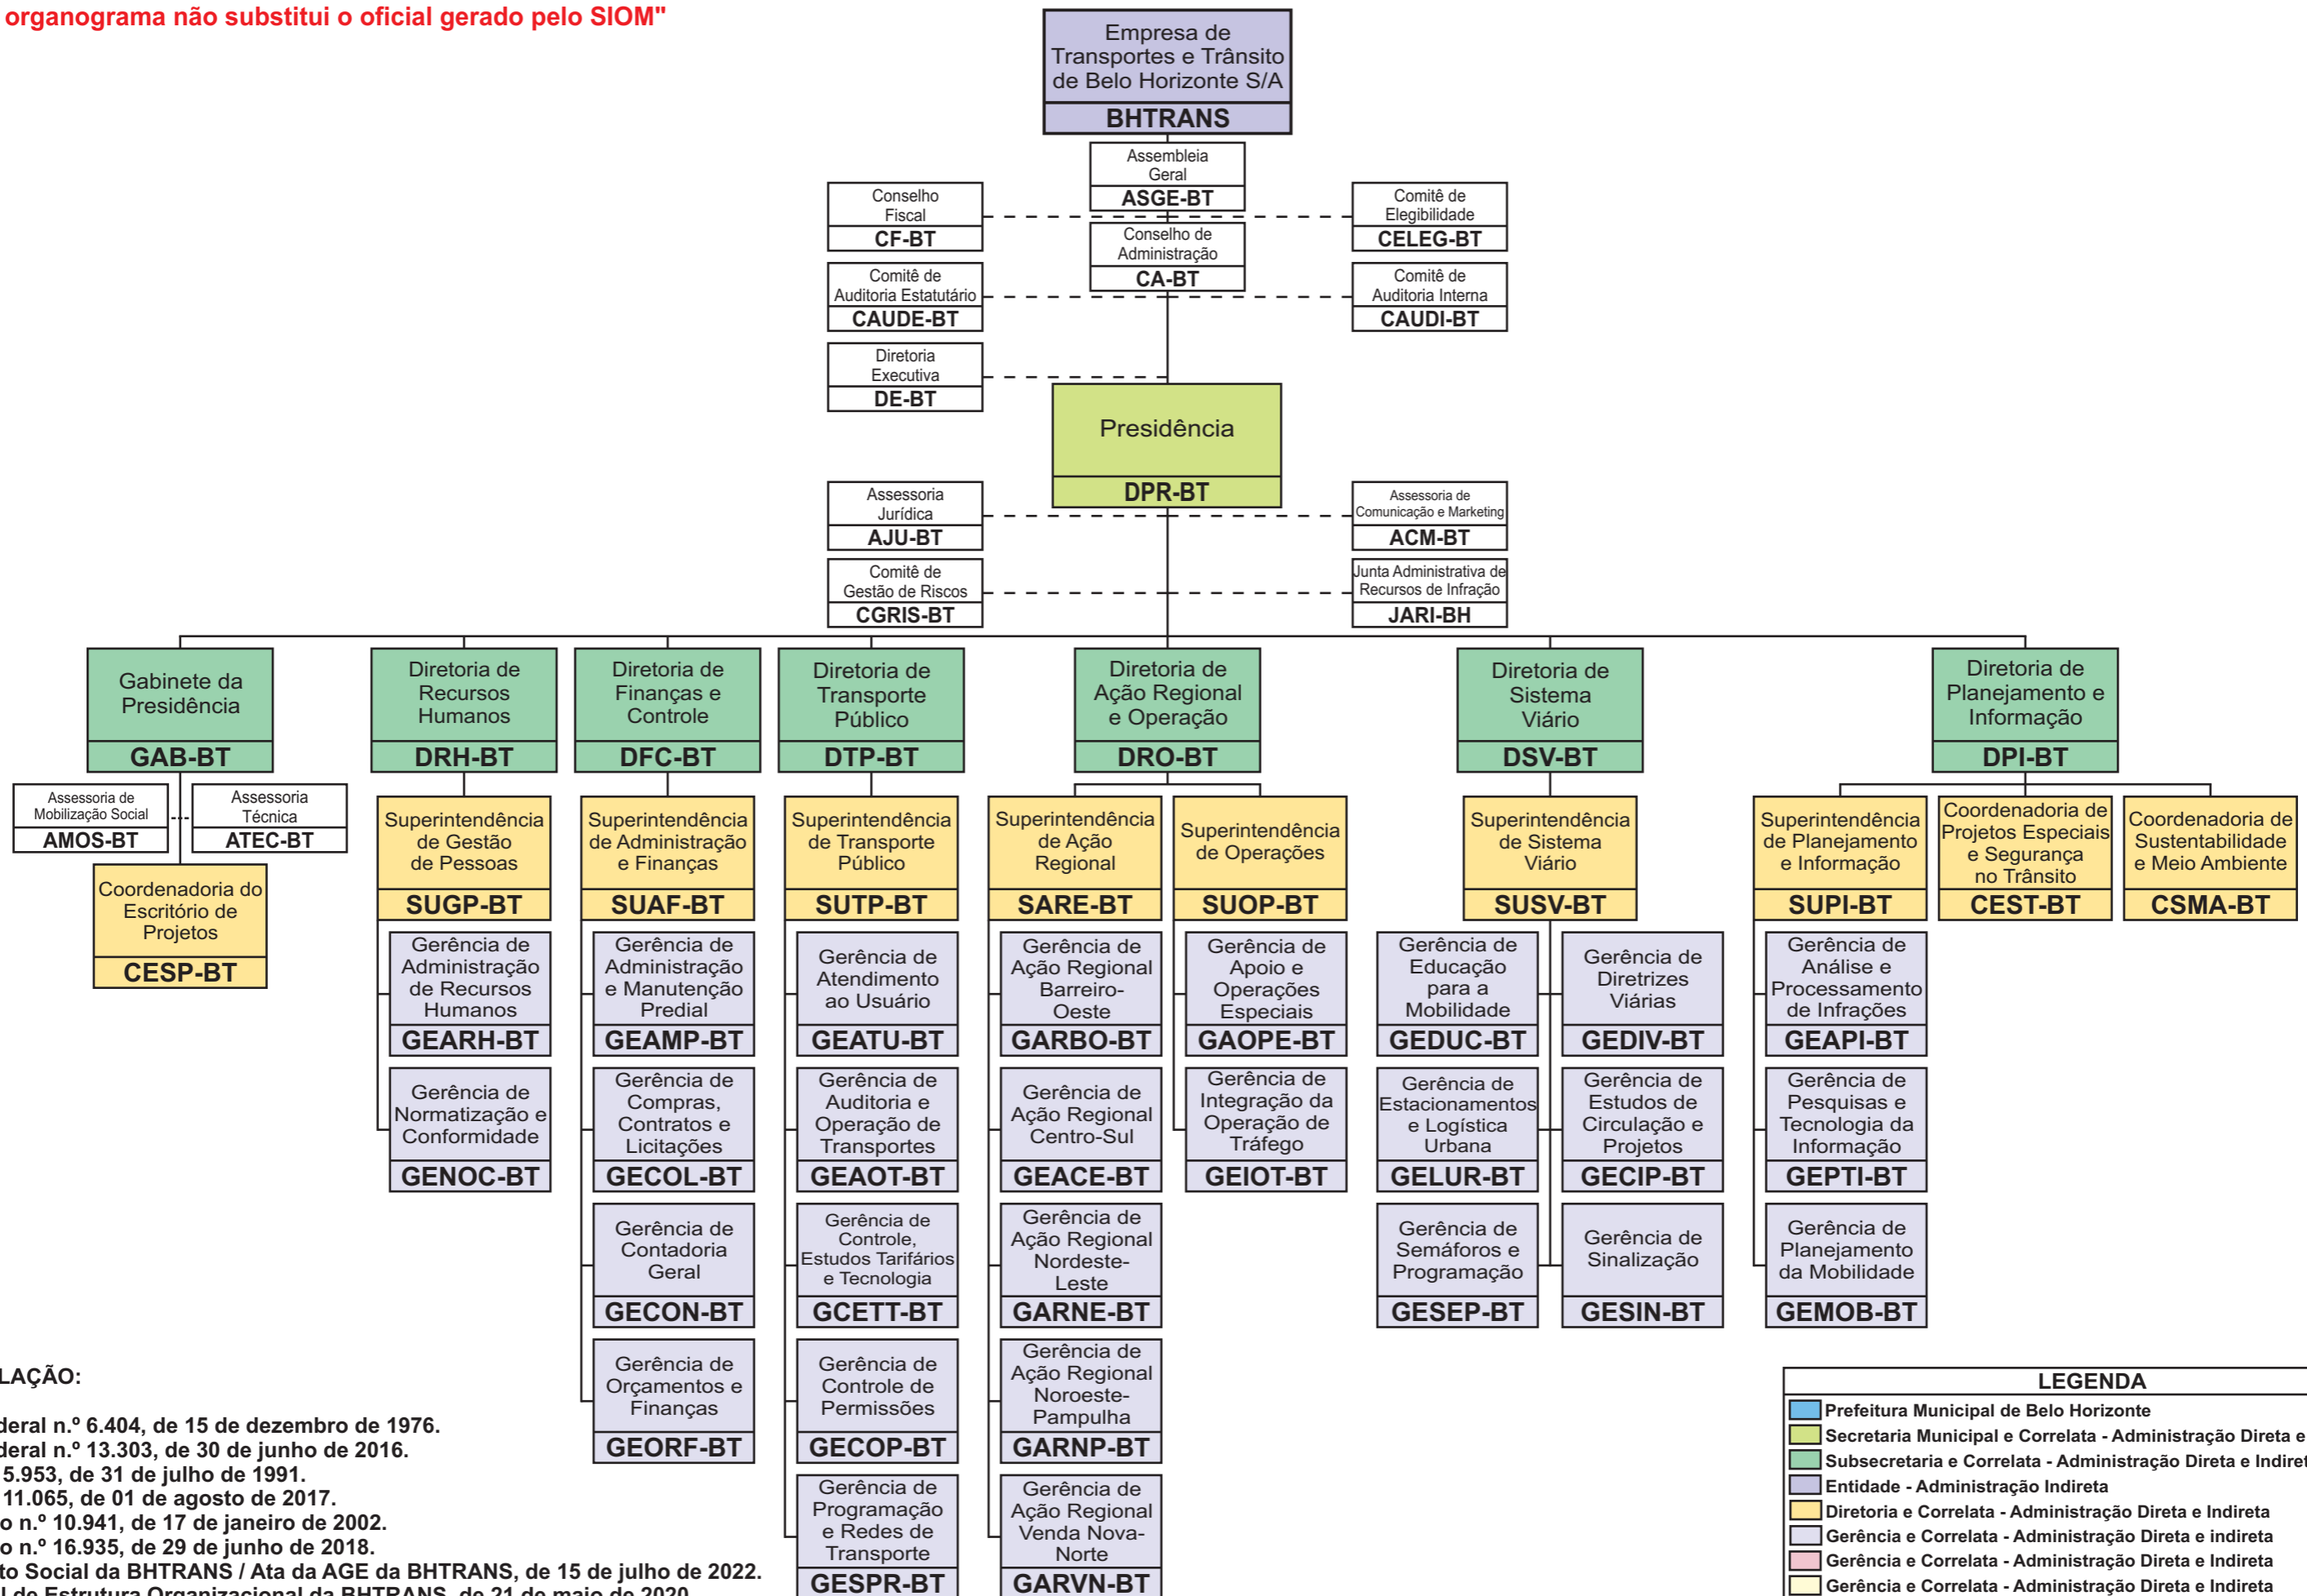 organograma não substitui o oficial gerado pelo SIOM"
Empresa de
Transportes e Trânsito
de Belo Horizonte S/A
BHTRANS
Assembleia
Geral
ASGE-BT
Conselho
Fiscal
CF-BT
Comitê de
Elegibilidade
CELEG-BT
Conselho de
Administração
CA-BT
Comitê de
Auditoria Estatutário
CAUDE-BT
Comitê de
Auditoria Interna
CAUDI-BT
Diretoria
Executiva
DE-BT
Presidência
DPR-BT
Assessoria
Jurídica
AJU-BT
Assessoria de
Comunicação e Marketing
ACM-BT
Comitê de
Gestão de Riscos
CGRIS-BT
Junta Administrativa de
Recursos de Infração
JARI-BH
Gabinete da
Presidência
GAB-BT
Diretoria de
Recursos
Humanos
DRH-BT
Diretoria de
Finanças e
Controle
DFC-BT
Diretoria de
Transporte
Público
DTP-BT
Diretoria de
Ação Regional
e Operação
DRO-BT
Diretoria de
Sistema
Viário
DSV-BT
Diretoria de
Planejamento e
Informação
DPI-BT
Assessoria de
Mobilização Social
AMOS-BT
Assessoria
Técnica
ATEC-BT
Coordenadoria do
Escritório de
Projetos
CESP-BT
Superintendência
de Gestão
de Pessoas
SUGP-BT
Superintendência
de Administração
e Finanças
SUAF-BT
Superintendência
de Transporte
Público
SUTP-BT
Superintendência
de Ação
Regional
SARE-BT
Superintendência
de Operações
SUOP-BT
Superintendência
de Sistema
Viário
SUSV-BT
Superintendência
de Planejamento
e Informação
SUPI-BT
Coordenadoria de
Projetos Especiais
e Segurança
no Trânsito
CEST-BT
Coordenadoria de
Sustentabilidade
e Meio Ambiente
CSMA-BT
Gerência de
Administração
de Recursos
Humanos
GEARH-BT
Gerência de
Administração
e Manutenção
Predial
GEAMP-BT
Gerência de
Atendimento
ao Usuário
GEATU-BT
Gerência de
Ação Regional
Barreiro-
Oeste
GARBO-BT
Gerência de
Apoio e
Operações
Especiais
GAOPE-BT
Gerência de
Educação
para a
Mobilidade
GEDUC-BT
Gerência de
Diretrizes
Viárias
GEDIV-BT
Gerência de
Análise e
Processamento
de Infrações
GEAPI-BT
Gerência de
Normatização e
Conformidade
GENOC-BT
Gerência de
Compras,
Contratos e
Licitações
GECOL-BT
Gerência de
Auditoria e
Operação de
Transportes
GEAOT-BT
Gerência de
Ação Regional
Centro-Sul
GEACE-BT
Gerência de
Integração da
Operação de
Tráfego
GEIOT-BT
Gerência de
Estacionamentos
e Logística
Urbana
GELUR-BT
Gerência de
Estudos de
Circulação e
Projetos
GECIP-BT
Gerência de
Pesquisas e
Tecnologia da
Informação
GEPTI-BT
Gerência de
Contadoria
Geral
GECON-BT
Gerência de
Controle,
Estudos Tarifários
e Tecnologia
GCETT-BT
Gerência de
Ação Regional
Nordeste-
Leste
GARNE-BT
Gerência de
Semáforos e
Programação
GESEP-BT
Gerência de
Sinalização
GESIN-BT
Gerência de
Planejamento
da Mobilidade
GEMOB-BT
Gerência de
Orçamentos e
Finanças
GEORF-BT
Gerência de
Controle de
Permissões
GECOP-BT
Gerência de
Ação Regional
Noroeste-
Pampulha
GARNP-BT
Gerência de
Programação
e Redes de
Transporte
GESPR-BT
Gerência de
Ação Regional
Venda Nova-
Norte
GARVN-BT
LAÇÃO:
deral n.º 6.404, de 15 de dezembro de 1976.
deral n.º 13.303, de 30 de junho de 2016.
5.953, de 31 de julho de 1991.
11.065, de 01 de agosto de 2017.
o n.º 10.941, de 17 de janeiro de 2002.
o n.º 16.935, de 29 de junho de 2018.
to Social da BHTRANS / Ata da AGE da BHTRANS, de 15 de julho de 2022.
l de Estrutura Organizacional da BHTRANS, de 21 de maio de 2020
LEGENDA
Prefeitura Municipal de Belo Horizonte
Secretaria Municipal e Correlata - Administração Direta e
Subsecretaria e Correlata - Administração Direta e Indiret
Entidade - Administração Indireta
Diretoria e Correlata - Administração Direta e Indireta
Gerência e Correlata - Administração Direta e indireta
Gerência e Correlata - Administração Direta e Indireta
Gerência e Correlata - Administração Direta e Indireta